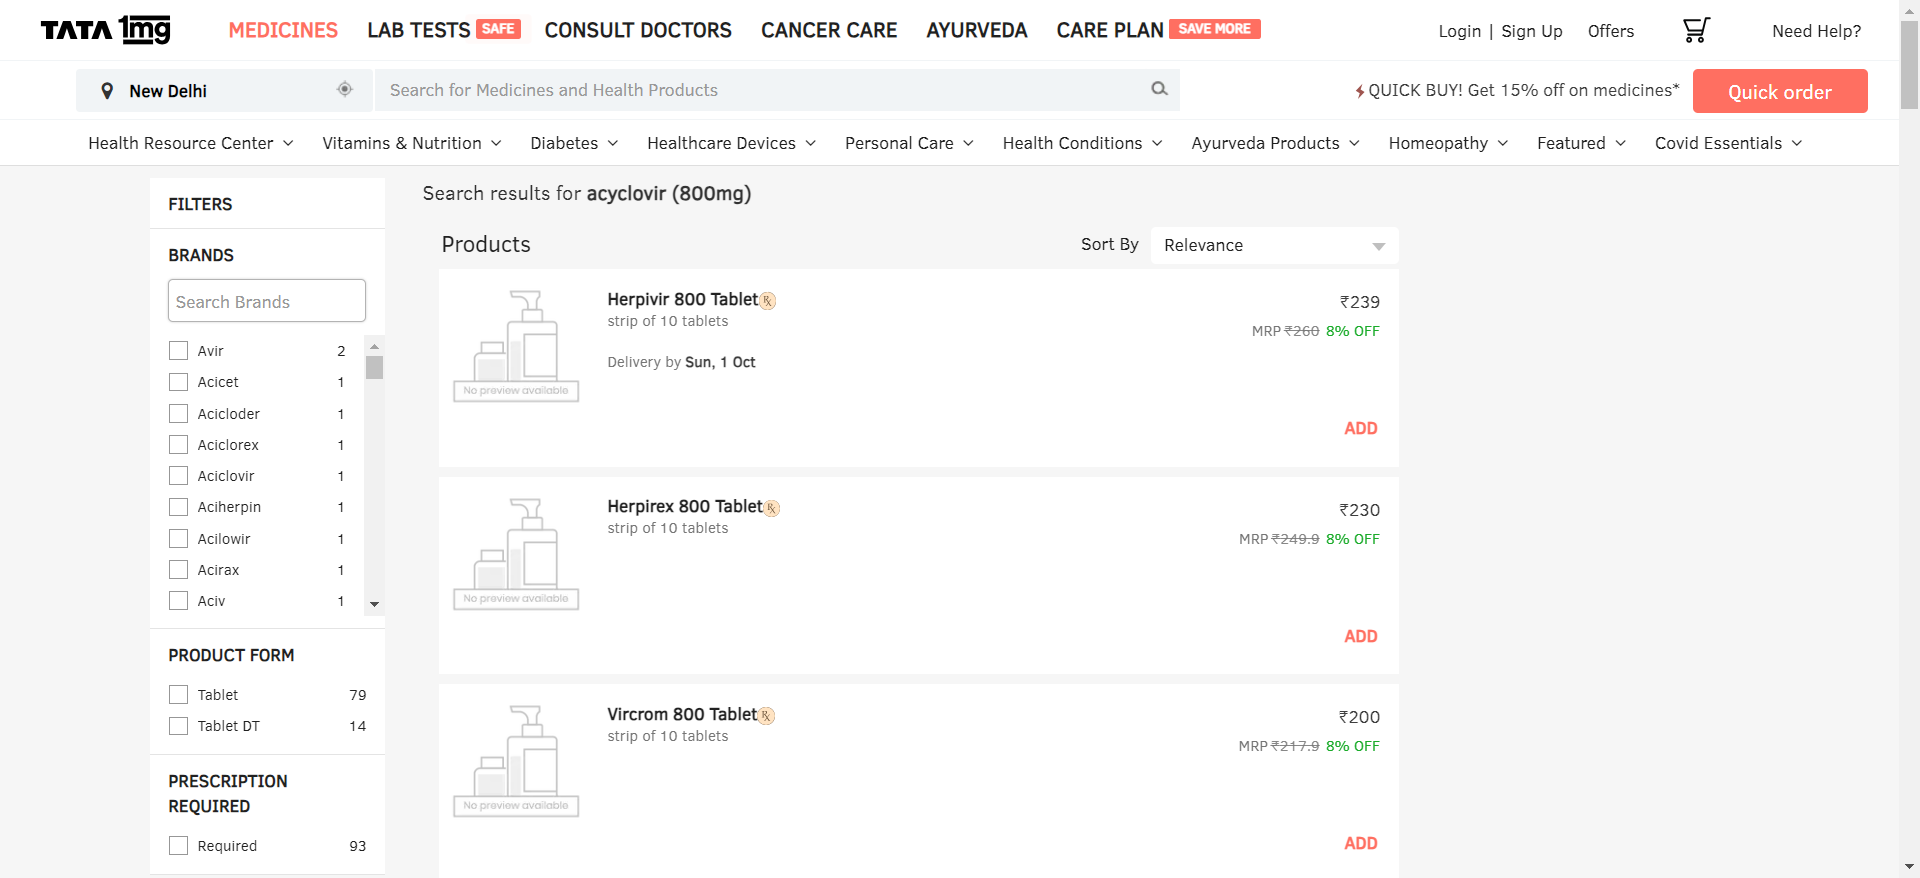 TATA 1mg
MEDICINES LAB TESTS SAFE CONSULT DOCTORS CANCER CARE AYURVEDA CARE PLAN SAVE MORE
Login | Sign Up Offers Need Help?
New Delhi
Search for Medicines and Health Products
QUICK BUY! Get 15% off on medicines*
Quick order
Health Resource Center Vitamins & Nutrition Diabetes Healthcare Devices Personal Care Health Conditions Ayurveda Products Homeopathy Featured Covid Essentials
FILTERS
BRANDS
Search Brands
Avir 2
Acicet 1
Acicloder 1
Aciclorex 1
Aciclovir 1
Aciherpin 1
Acilowir 1
Acirax 1
Aciv 1
PRODUCT FORM
Tablet 79
Tablet DT 14
PRESCRIPTION
REQUIRED
Required 93
Search results for acyclovir (800mg)
Products
Sort By Relevance
No preview available
Herpivir 800 Tablet
strip of 10 tablets
Delivery by Sun, 1 Oct
₹239
MRP ₹260 8% OFF
ADD
No preview available
Herpirex 800 Tablet
strip of 10 tablets
₹230
MRP ₹249.9 8% OFF
ADD
No preview available
Vircrom 800 Tablet
strip of 10 tablets
₹200
MRP ₹217.9 8% OFF
ADD